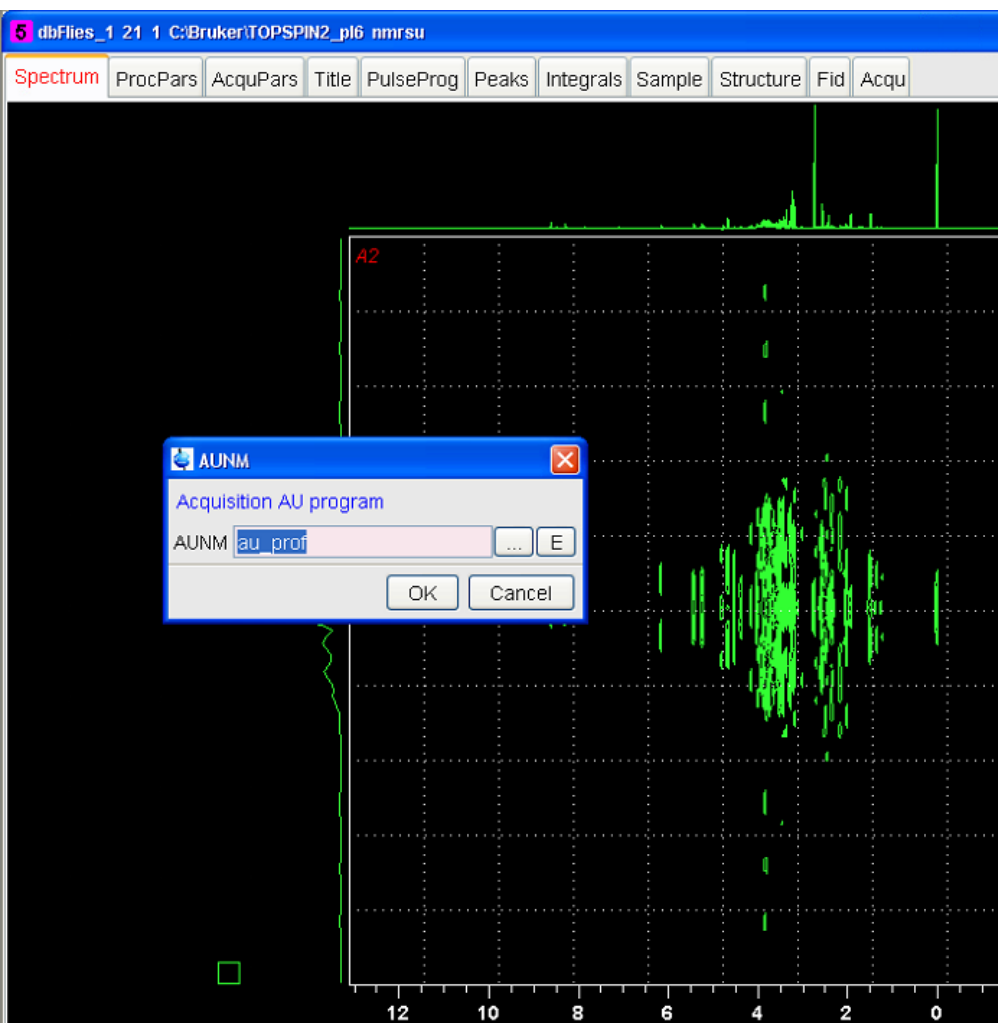 5 dbFlies_1 21 1 C:\Bruker\TOPSPIN2_pl6 nmrsu
Spectrum ProcPars AcquPars Title PulseProg Peaks Integrals Sample Structure Fid Acqu
A2
AUNM
Acquisition AU program
AUNM au_prof ... E
OK Cancel
12 10 8 6 4 2 0